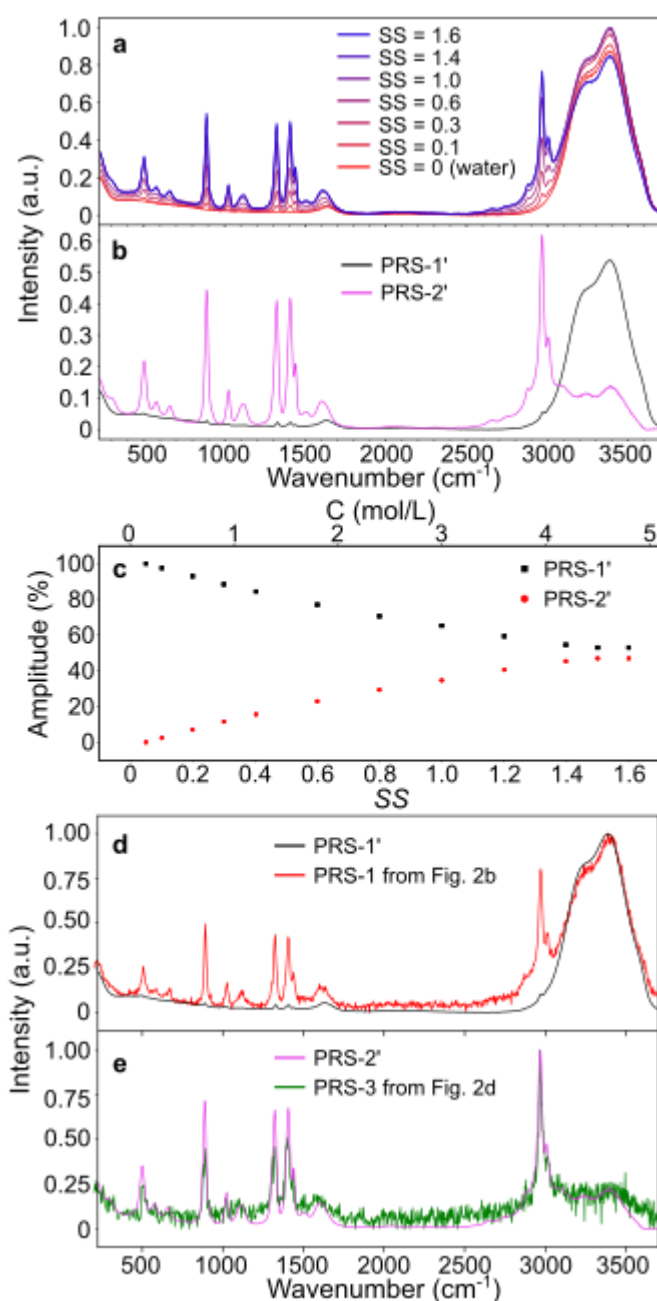 a
SS = 1.6
SS = 1.4
SS = 1.0
SS = 0.6
SS = 0.3
SS = 0.1
SS = 0 (water)
1.0
0.8
0.6
0.4
0.2
0
Intensity (a.u.)
b
PRS-1'
PRS-2'
0.6
0.5
0.4
0.3
0.2
0.1
0
500 1000 1500 2000 2500 3000 3500
Wavenumber (cm⁻¹)
C (mol/L)
0 1 2 3 4 5
c
PRS-1'
PRS-2'
100
80
60
40
20
0
Amplitude (%)
0 0.2 0.4 0.6 0.8 1.0 1.2 1.4 1.6
SS
d
PRS-1'
PRS-1 from Fig. 2b
1.00
0.75
0.50
0.25
0
Intensity (a.u.)
e
PRS-2'
PRS-3 from Fig. 2d
1.00
0.75
0.50
0.25
0
500 1000 1500 2000 2500 3000 3500
Wavenumber (cm⁻¹)